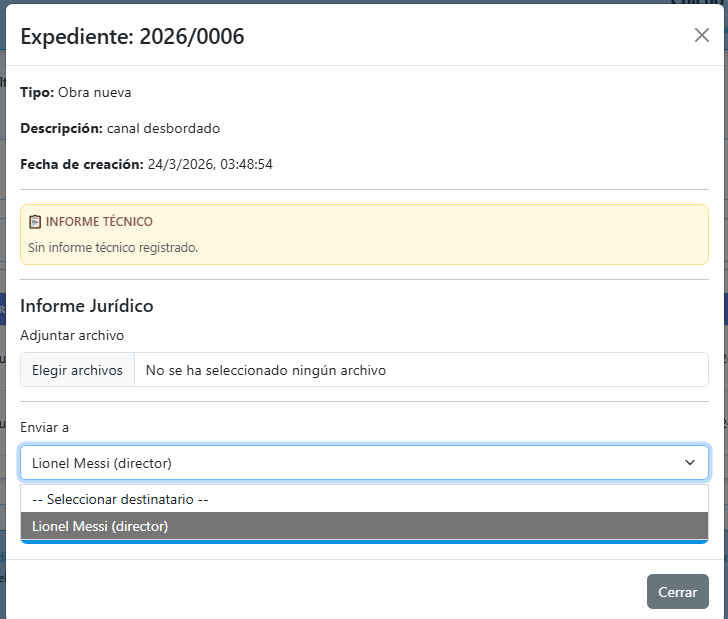 Expediente: 2026/0006
Tipo: Obra nueva
Descripción: canal desbordado
Fecha de creación: 24/3/2026, 03:48:54
INFORME TÉCNICO
Sin informe técnico registrado.
Informe Jurídico
Adjuntar archivo
Elegir archivos No se ha seleccionado ningún archivo
Enviar a
Lionel Messi (director)
-- Seleccionar destinatario --
Lionel Messi (director)
Cerrar